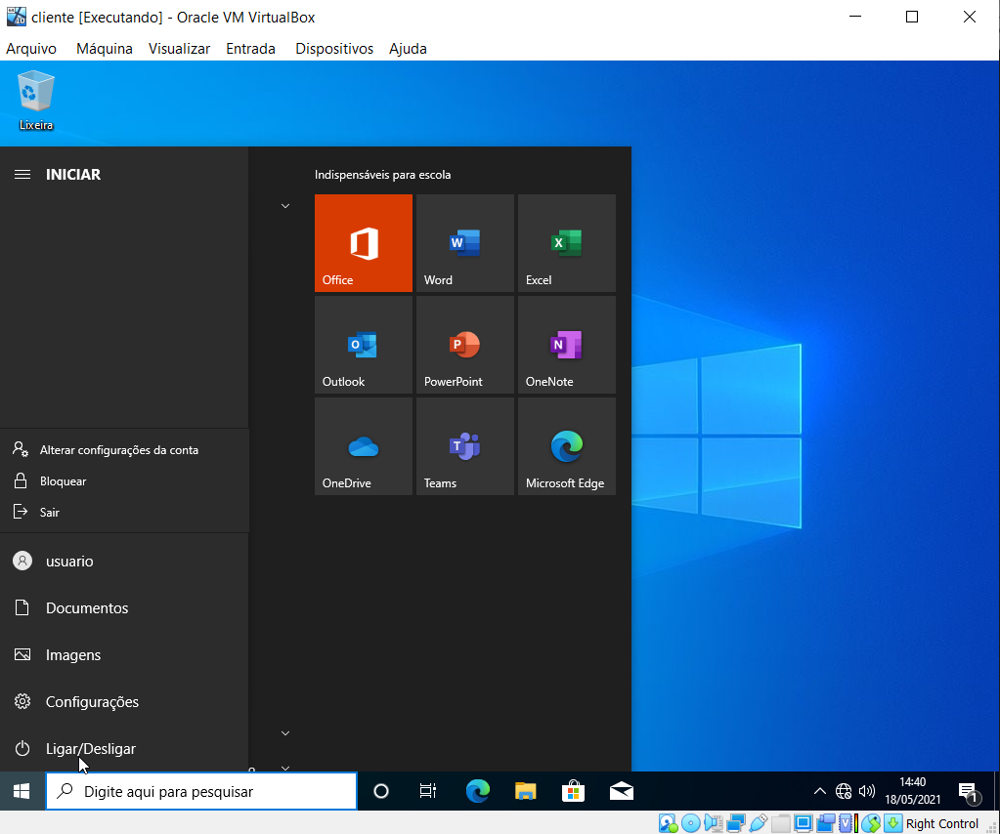 cliente [Executando] - Oracle VM VirtualBox
Arquivo Máquina Visualizar Entrada Dispositivos Ajuda
Lixeira
INICIAR
Indispensáveis para escola
Office
Word
Excel
Outlook
PowerPoint
OneNote
OneDrive
Teams
Microsoft Edge
Alterar configurações da conta
Bloquear
Sair
usuario
Documentos
Imagens
Configurações
Ligar/Desligar
Digite aqui para pesquisar
14:40
18/05/2021
1
Right Control